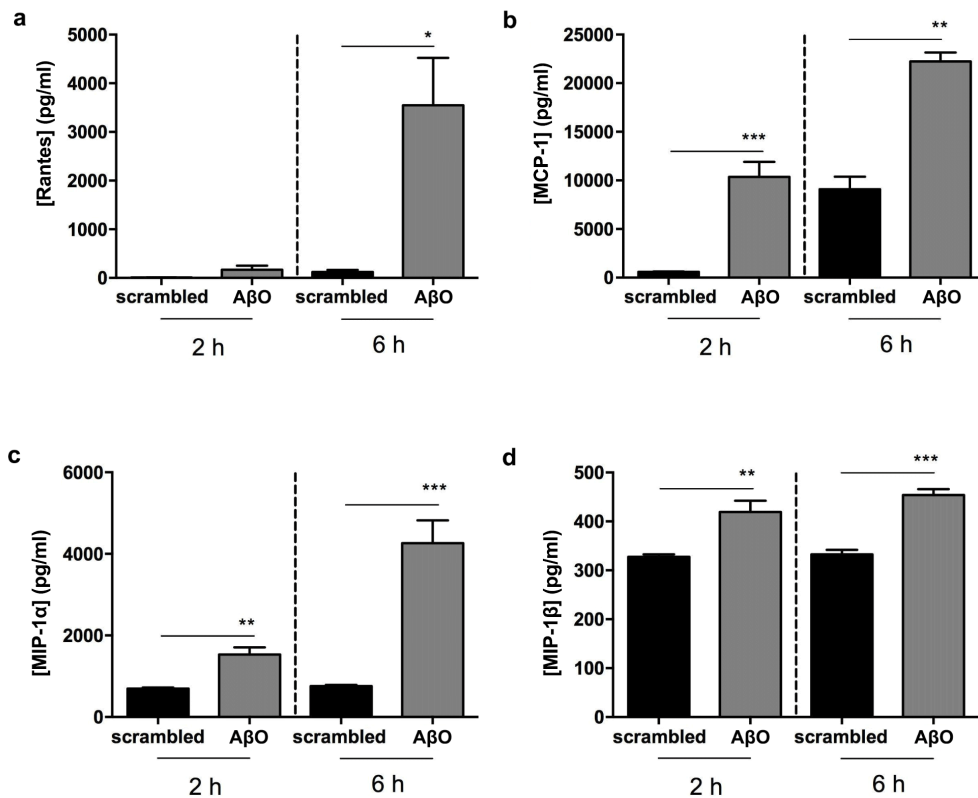 a
[Rantes] (pg/ml)
5000
4000
3000
2000
1000
0
*
scrambled AβO scrambled AβO
2 h 6 h
b
[MCP-1] (pg/ml)
25000
20000
15000
10000
5000
0
***
**
scrambled AβO scrambled AβO
2 h 6 h
c
[MIP-1α] (pg/ml)
6000
4000
2000
0
**
***
scrambled AβO scrambled AβO
2 h 6 h
d
[MIP-1β] (pg/ml)
500
400
300
200
100
0
**
***
scrambled AβO scrambled AβO
2 h 6 h